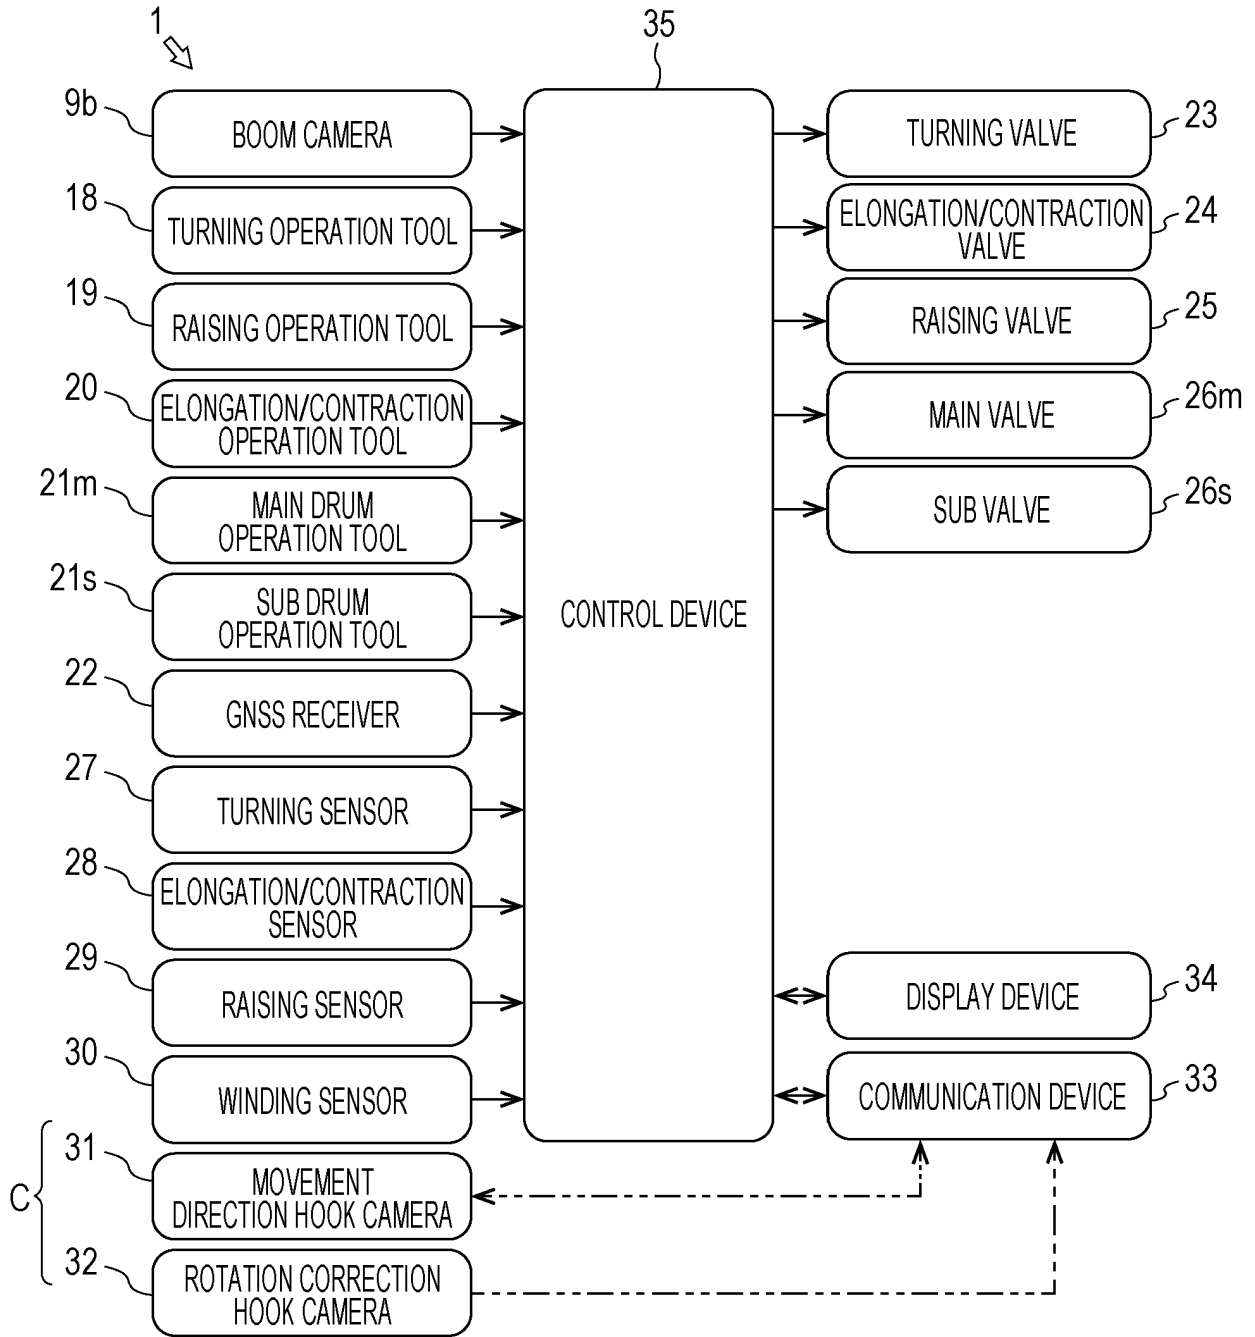 1
35
9b
BOOM CAMERA
18
TURNING OPERATION TOOL
19
RAISING OPERATION TOOL
20
ELONGATION/CONTRACTION
OPERATION TOOL
21m
MAIN DRUM
OPERATION TOOL
21s
SUB DRUM
OPERATION TOOL
22
GNSS RECEIVER
27
TURNING SENSOR
28
ELONGATION/CONTRACTION
SENSOR
29
RAISING SENSOR
30
WINDING SENSOR
C
31
MOVEMENT
DIRECTION HOOK CAMERA
32
ROTATION CORRECTION
HOOK CAMERA
CONTROL DEVICE
TURNING VALVE
23
ELONGATION/CONTRACTION
VALVE
24
RAISING VALVE
25
MAIN VALVE
26m
SUB VALVE
26s
DISPLAY DEVICE
34
COMMUNICATION DEVICE
33